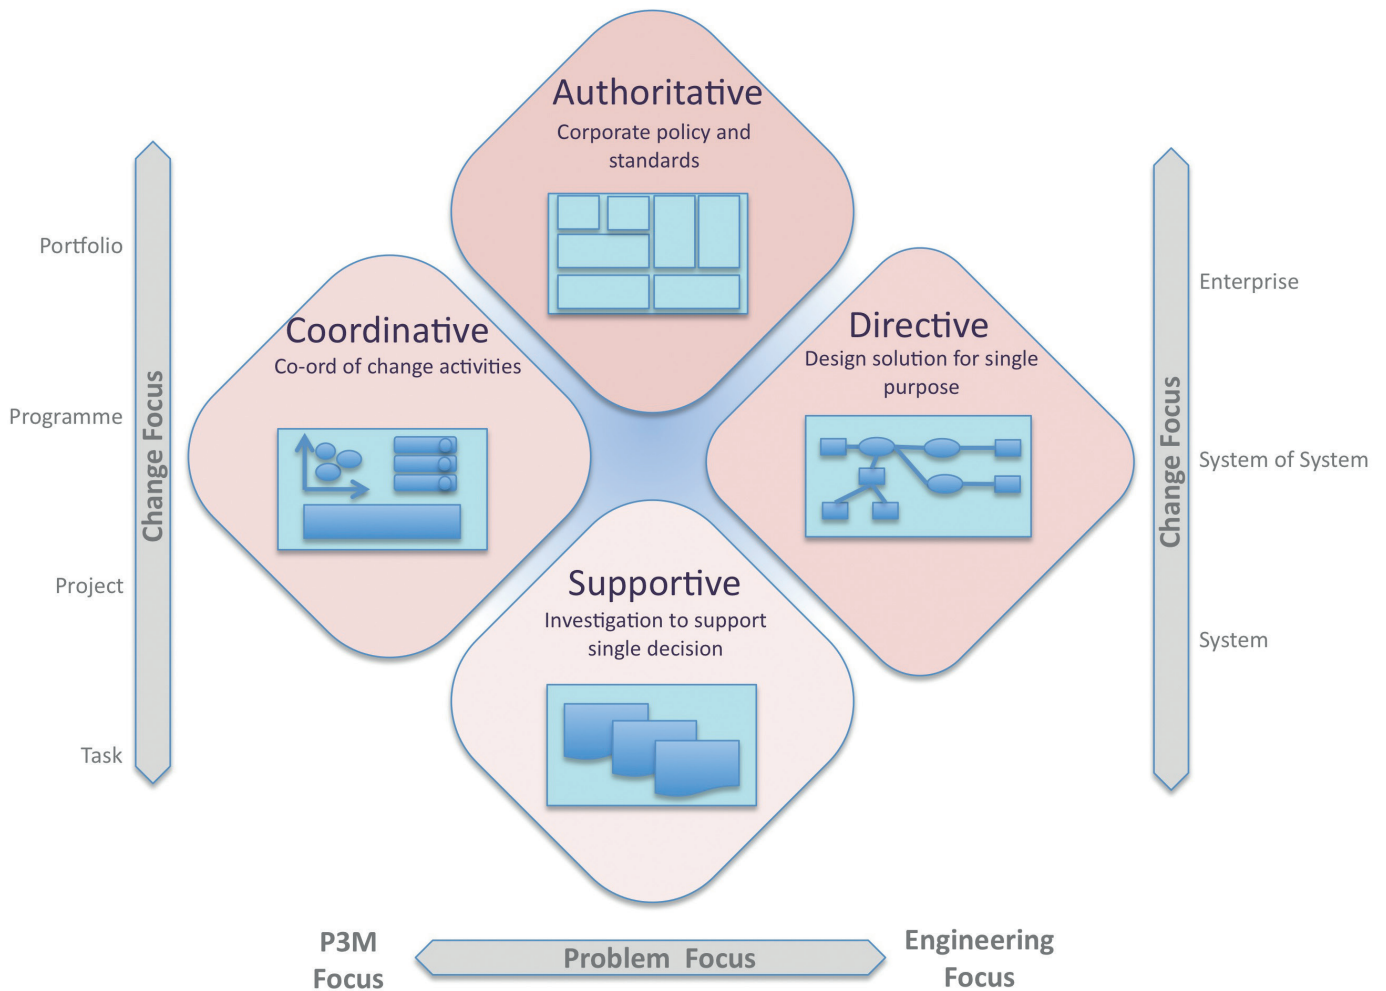 Authoritative
Corporate policy and
standards
Portfolio
Programme
Project
Task
Change Focus
Coordinative
Co-ord of change activities
Directive
Design solution for single
purpose
Supportive
Investigation to support
single decision
Change Focus
Enterprise
System of System
System
P3M
Focus
Problem Focus
Engineering
Focus